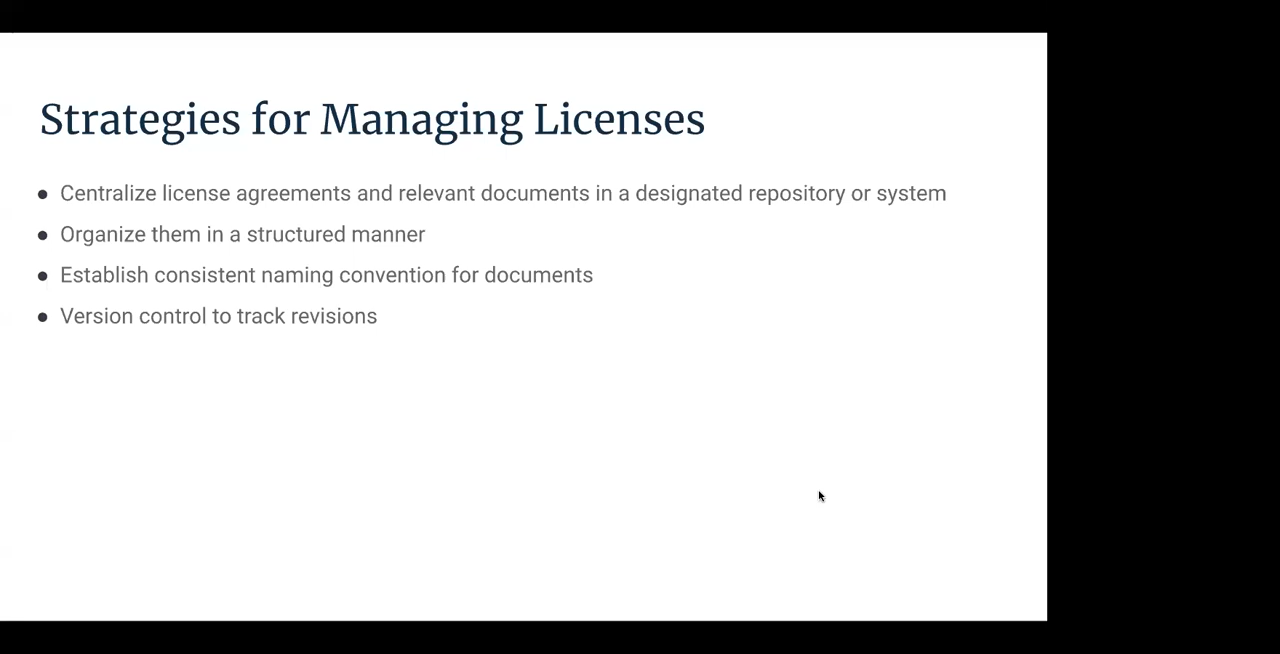 Strategies for Managing Licenses
● Centralize license agreements and relevant documents in a designated repository or system
● Organize them in a structured manner
● Establish consistent naming convention for documents
● Version control to track revisions